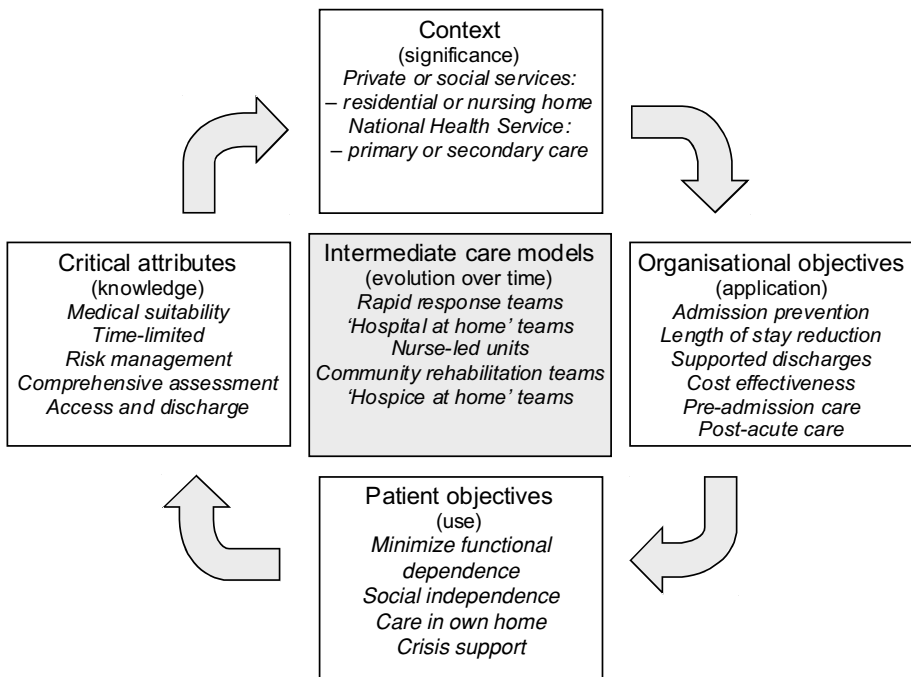 Context
(significance)
Private or social services:
– residential or nursing home
National Health Service:
– primary or secondary care
Critical attributes
(knowledge)
Medical suitability
Time-limited
Risk management
Comprehensive assessment
Access and discharge
Intermediate care models
(evolution over time)
Rapid response teams
‘Hospital at home’ teams
Nurse-led units
Community rehabilitation teams
‘Hospice at home’ teams
Organisational objectives
(application)
Admission prevention
Length of stay reduction
Supported discharges
Cost effectiveness
Pre-admission care
Post-acute care
Patient objectives
(use)
Minimize functional
dependence
Social independence
Care in own home
Crisis support